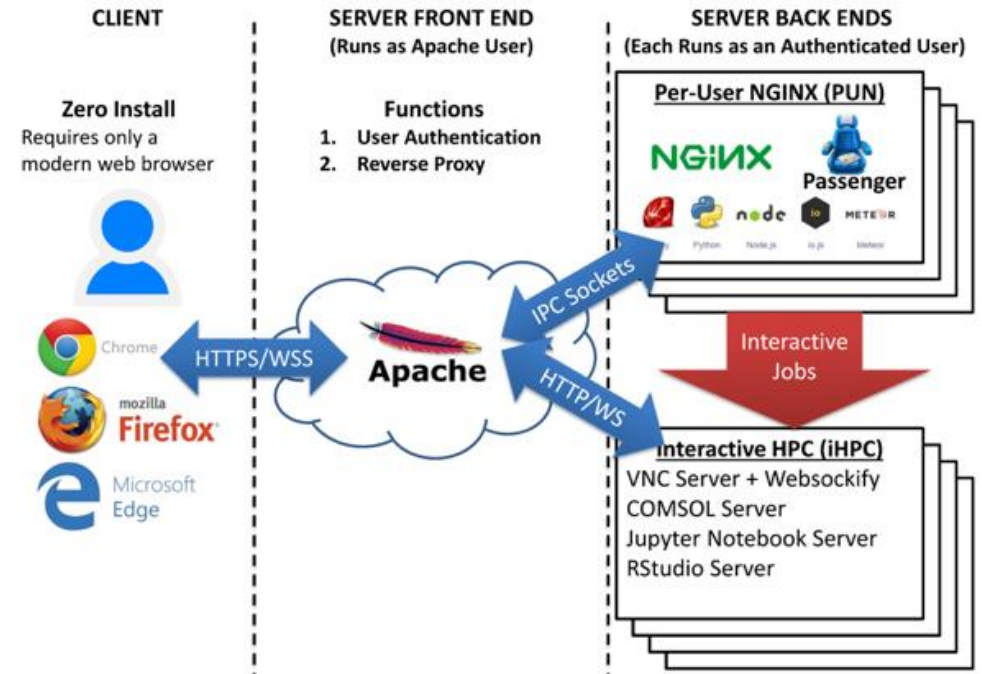 CLIENT
Zero Install
Requires only a
modern web browser
Chrome
mozilla
Firefox
Microsoft
Edge
HTTPS/WSS
SERVER FRONT END
(Runs as Apache User)
Functions
1. User Authentication
2. Reverse Proxy
Apache
IPC Sockets
HTTP/WS
SERVER BACK ENDS
(Each Runs as an Authenticated User)
Per-User NGINX (PUN)
NGiNX
Passenger
node
io
METEOR
Python
Node.js
io.js
Meteor
Interactive
Jobs
Interactive HPC (iHPC)
VNC Server + Websockify
COMSOL Server
Jupyter Notebook Server
RStudio Server